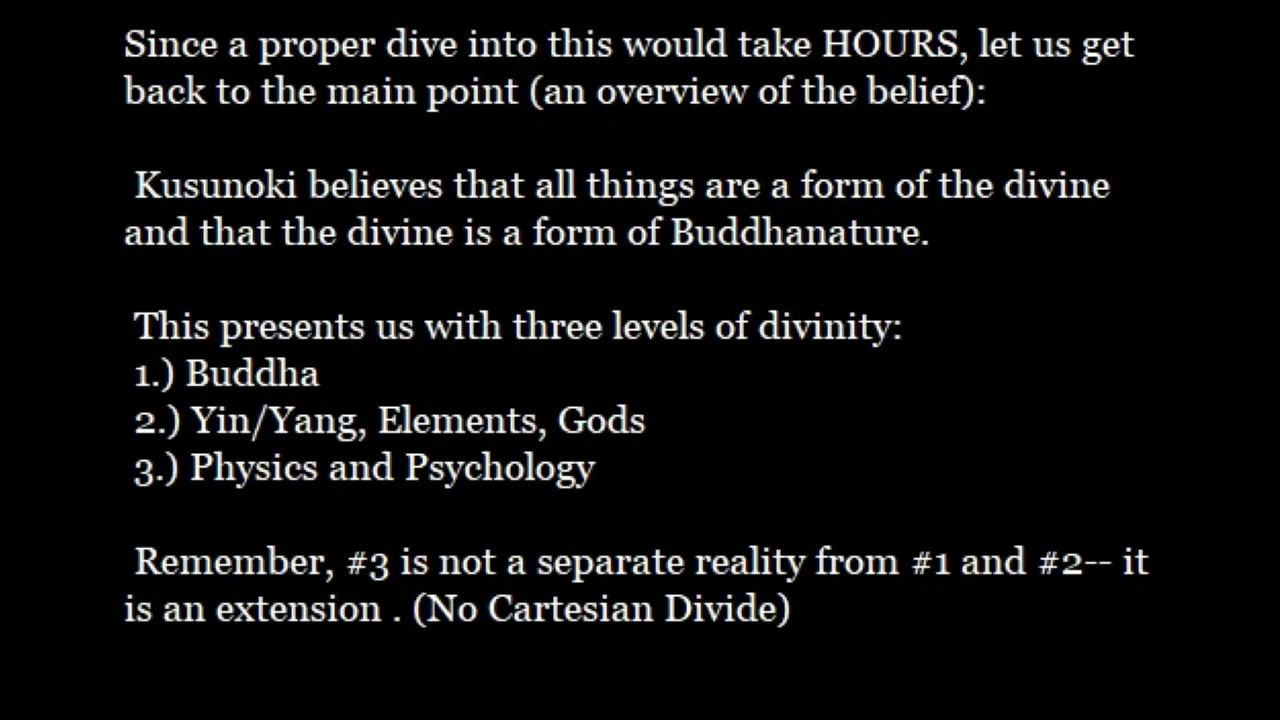 Since a proper dive into this would take HOURS, let us get
back to the main point (an overview of the belief):
Kusunoki believes that all things are a form of the divine
and that the divine is a form of Buddhanature.
This presents us with three levels of divinity:
1.) Buddha
2.) Yin/Yang, Elements, Gods
3.) Physics and Psychology
Remember, #3 is not a separate reality from #1 and #2-- it
is an extension . (No Cartesian Divide)